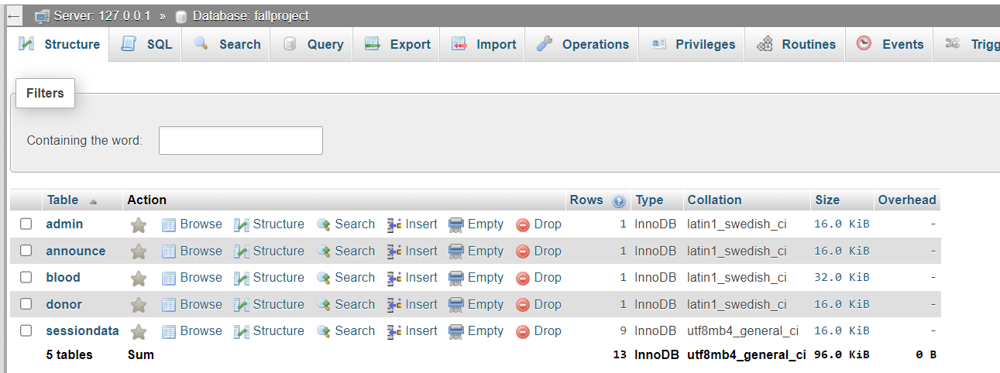 ← Server: 127.0.0.1 » Database: fallproject
Structure SQL Search Query Export Import Operations Privileges Routines Events Trigg
Filters
Containing the word:
Table Action Rows Type Collation Size Overhead
admin Browse Structure Search Insert Empty Drop 1 InnoDB latin1_swedish_ci 16.0 KiB -
announce Browse Structure Search Insert Empty Drop 1 InnoDB latin1_swedish_ci 16.0 KiB -
blood Browse Structure Search Insert Empty Drop 1 InnoDB latin1_swedish_ci 32.0 KiB -
donor Browse Structure Search Insert Empty Drop 1 InnoDB latin1_swedish_ci 16.0 KiB -
sessiondata Browse Structure Search Insert Empty Drop 9 InnoDB utf8mb4_general_ci 16.0 KiB -
5 tables Sum 13 InnoDB utf8mb4_general_ci 96.0 KiB 0 B